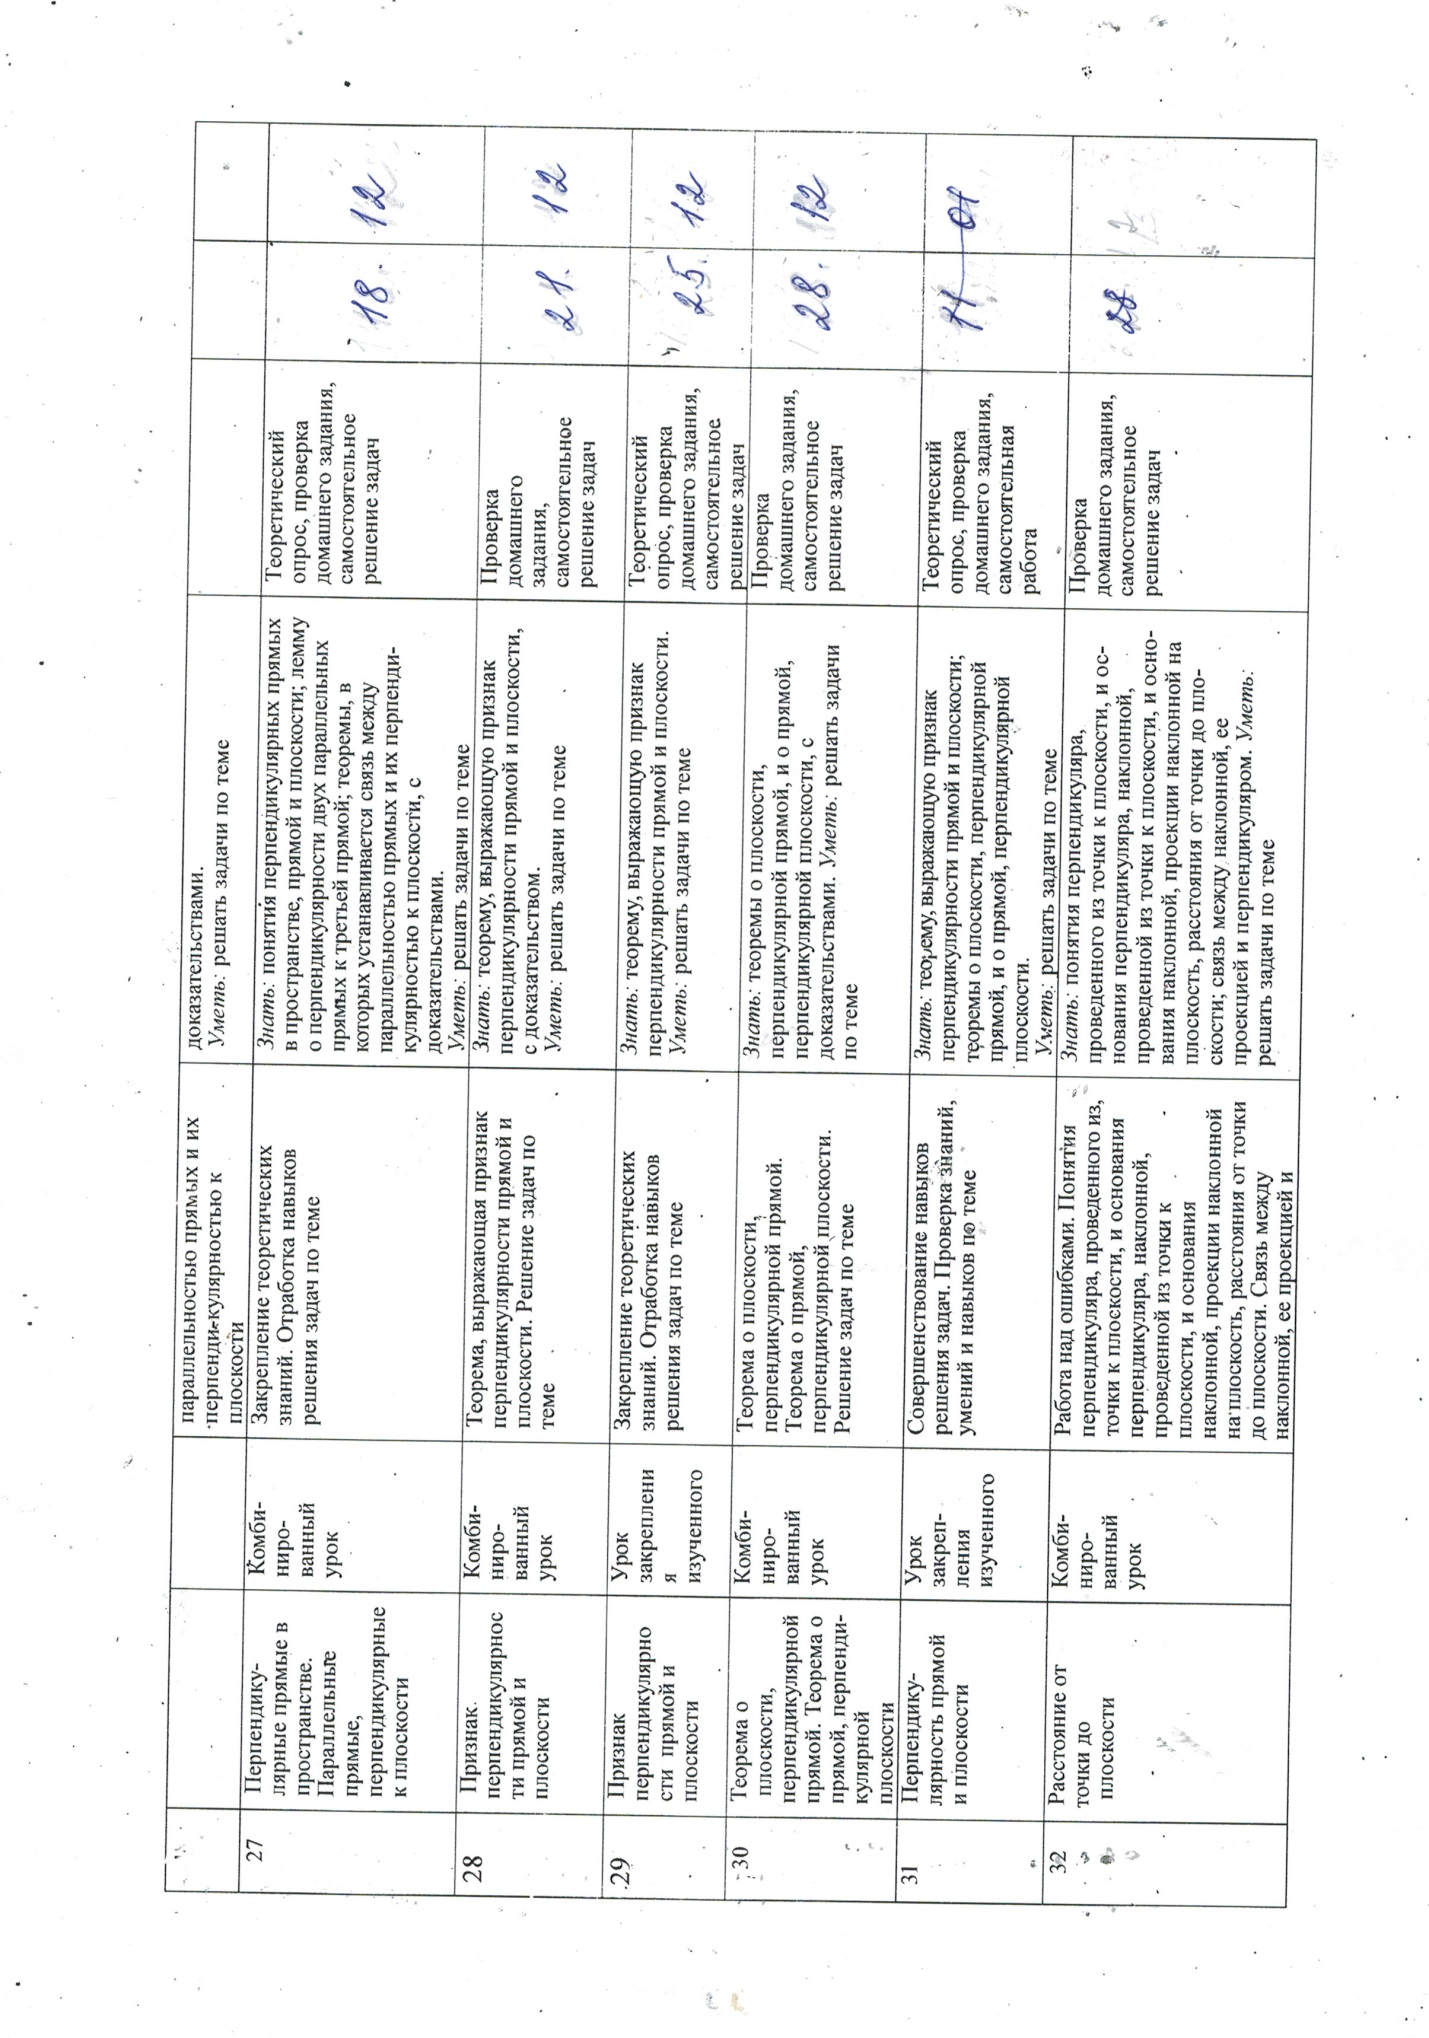 параллельностью прямых и их
перпендикулярностью к
плоскости
доказательствами.
Уметь: решать задачи по теме
27
Перпендику-
лярные прямые в
пространстве.
Параллельные
прямые,
перпендикулярные
к плоскости
Комби-
ниро-
ванный
урок
Закрепление теоретических
знаний. Отработка навыков
решения задач по теме
Знать: понятия перпендикулярных прямых
в пространстве, прямой и плоскости; лемму
о перпендикулярности двух параллельных
прямых к третьей прямой; теоремы, в
которых устанавливается связь между
параллельностью прямых и их перпенди-
кулярностью к плоскости, с
доказательствами.
Уметь: решать задачи по теме
Теоретический
опрос, проверка
домашнего задания,
самостоятельное
решение задач
18.
12
28
Признак
перпендикулярнос
ти прямой и
плоскости
Комби-
ниро-
ванный
урок
Теорема, выражающая признак
перпендикулярности прямой и
плоскости. Решение задач по
теме
Знать: теорему, выражающую признак
перпендикулярности прямой и плоскости,
с доказательством.
Уметь: решать задачи по теме
Проверка
домашнего
задания,
самостоятельное
решение задач
21.
12
29
Признак
перпендикулярно
сти прямой и
плоскости
Урок
закреплени
я
изученного
Закрепление теоретических
знаний. Отработка навыков
решения задач по теме
Знать: теорему, выражающую признак
перпендикулярности прямой и плоскости.
Уметь: решать задачи по теме
Теоретический
опрос, проверка
домашнего задания,
самостоятельное
решение задач
25.
12
30
Теорема о
плоскости,
перпендикулярной
прямой. Теорема о
прямой, перпенди-
кулярной
плоскости
Комби-
ниро-
ванный
урок
Теорема о плоскости,
перпендикулярной прямой.
Теорема о прямой,
перпендикулярной плоскости.
Решение задач по теме
Знать: теоремы о плоскости,
перпендикулярной прямой, и о прямой,
перпендикулярной плоскости, с
доказательствами. Уметь: решать задачи
по теме
Проверка
домашнего задания,
самостоятельное
решение задач
28.
12
31
Перпендику-
лярность прямой
и плоскости
Урок
закреп-
ления
изученного
Совершенствование навыков
решения задач. Проверка знаний,
умений и навыков по теме
Знать: теорему, выражающую признак
перпендикулярности прямой и плоскости;
теоремы о плоскости, перпендикулярной
прямой, и о прямой, перпендикулярной
плоскости.
Уметь: решать задачи по теме
Теоретический
опрос, проверка
домашнего задания,
самостоятельная
работа
11
01
32
Расстояние от
точки до
плоскости
Комби-
ниро-
ванный
урок
Работа над ошибками. Понятия
перпендикуляра, проведенного из,
точки к плоскости, и основания
перпендикуляра, наклонной,
проведенной из точки к
плоскости, и основания
наклонной, проекции наклонной
на плоскость, расстояния от точки
до плоскости. Связь между
наклонной, ее проекцией и
Знать: понятия перпендикуляра,
проведенного из точки к плоскости, и ос-
нования перпендикуляра, наклонной,
проведенной из точки к плоскости, и осно-
вания наклонной, проекции наклонной на
плоскость, расстояния от точки до пло-
скости; связь между наклонной, ее
проекцией и перпендикуляром. Уметь:
решать задачи по теме
Проверка
домашнего задания,
самостоятельное
решение задач
28